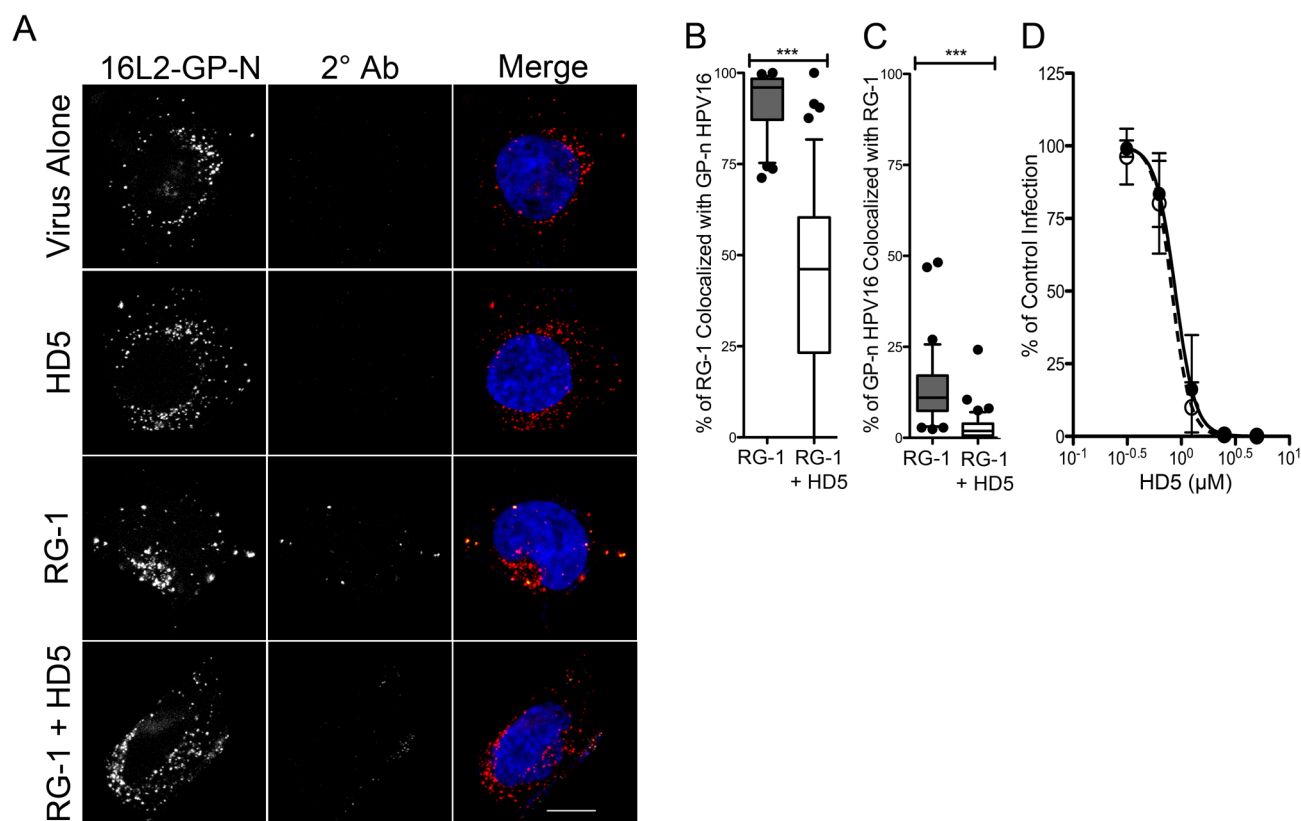 A
16L2-GP-N
2° Ab
Merge
Virus Alone
HD5
RG-1
RG-1 + HD5
B
***
% of RG-1 Colocalized with GP-n HPV16
100
75
50
25
0
RG-1
RG-1
+ HD5
C
***
% of GP-n HPV16 Colocalized with RG-1
100
75
50
25
0
RG-1
RG-1
+ HD5
D
% of Control Infection
125
100
75
50
25
0
10-1
10-0.5
100
100.5
101
HD5 (µM)